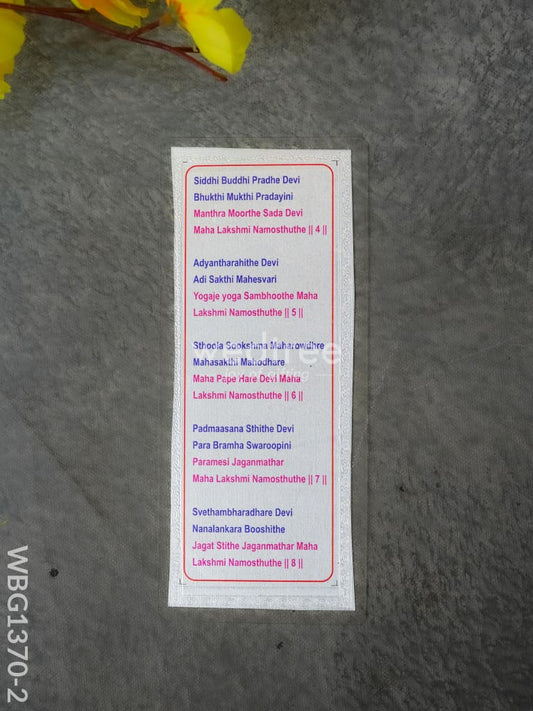 Siddhi Buddhi Pradhe Devi
Bhukthi Mukthi Pradayini
Manthra Moorthe Sada Devi
Maha Lakshmi Namosthuthe || 4 ||
Adyantharahithe Devi
Adi Sakthi Mahesvari
Yogaje yoga Sambhoothe Maha
Lakshmi Namosthuthe || 5 ||
Sthoola Sookshma Maharowdhre
Mahasakthi Mahodhare
Maha Pape Hare Devi Maha
Lakshmi Namosthuthe || 6 ||
Padmaasana Sthithe Devi
Para Bramha Swaroopini
Paramesi Jaganmathar
Maha Lakshmi Namosthuthe || 7 ||
Svethambharadhare Devi
Nanalankara Booshithe
Jagat Stithe Jaganmathar Maha
Lakshmi Namosthuthe || 8 ||
wedtree
WBG1370-2